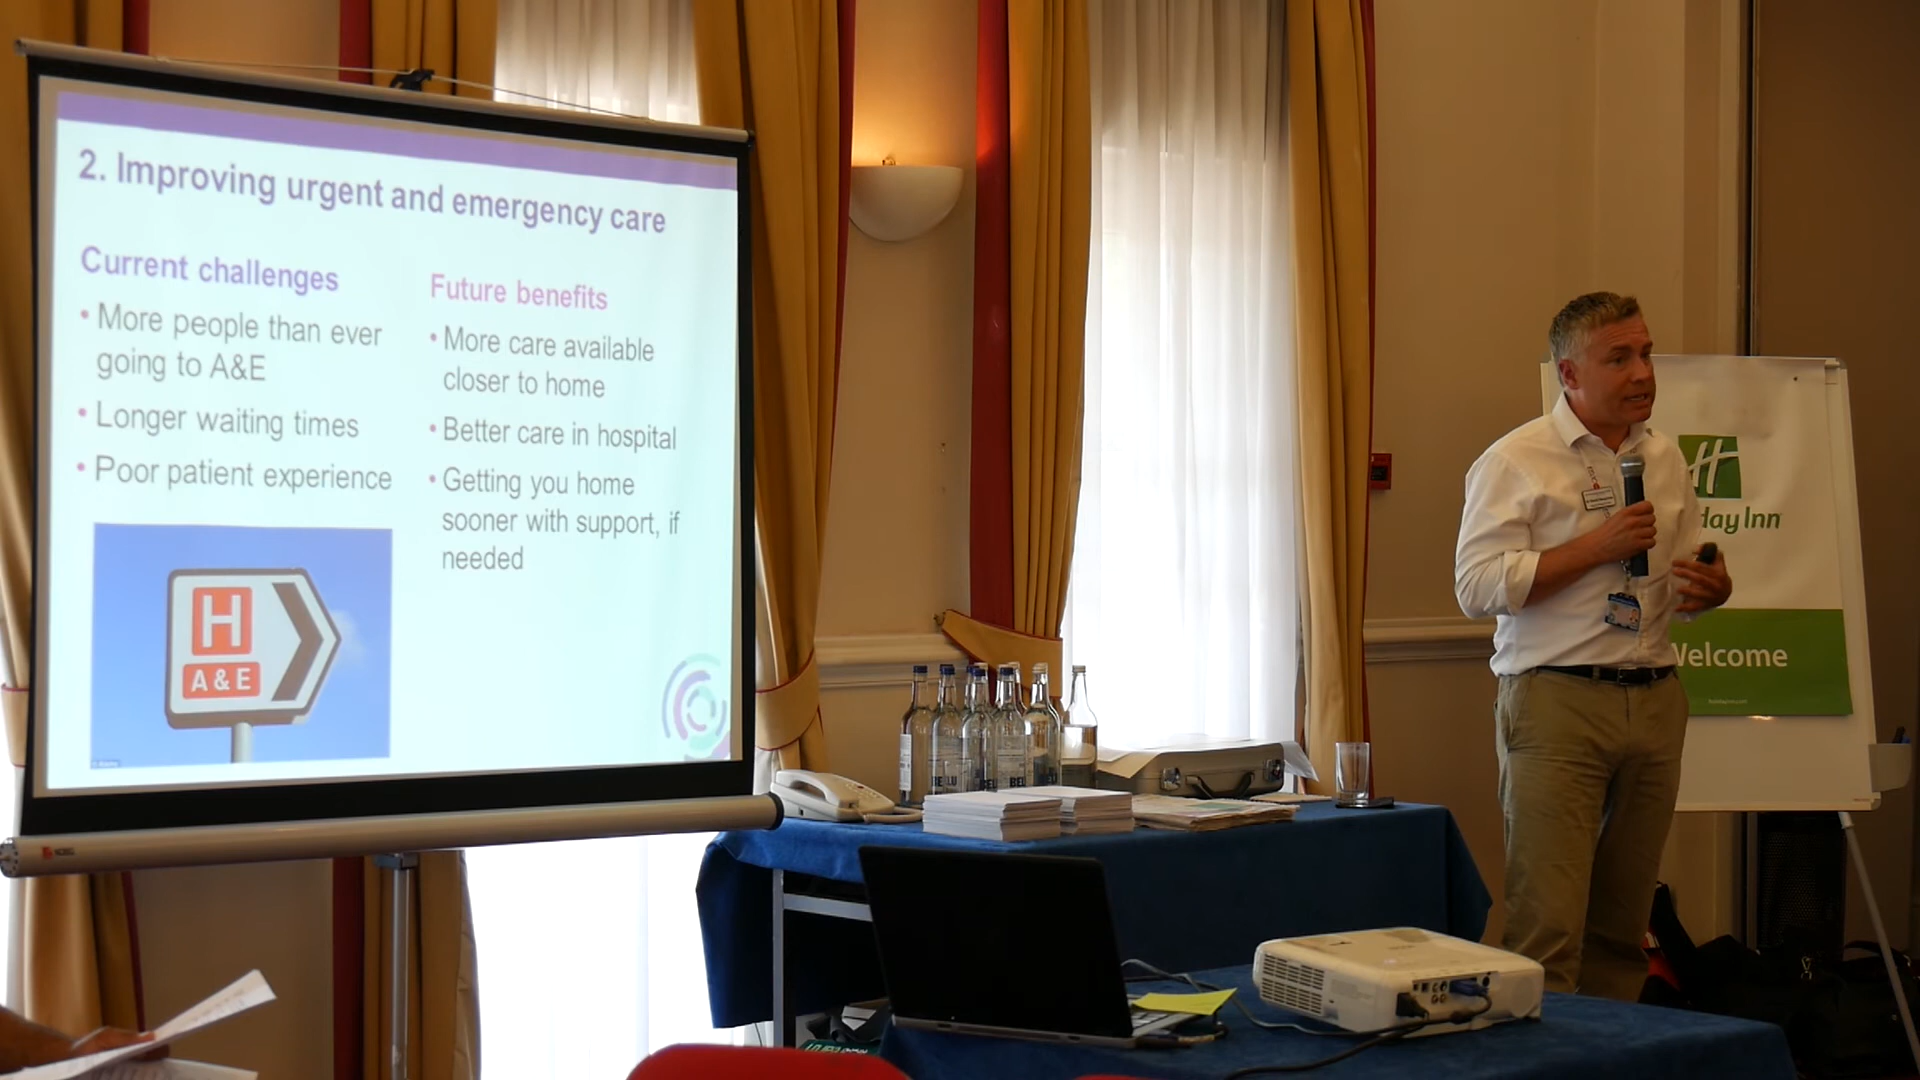 2. Improving urgent and emergency care
Current challenges
• More people than ever
going to A&E
• Longer waiting times
• Poor patient experience
H
A & E
Future benefits
• More care available
closer to home
• Better care in hospital
• Getting you home
sooner with support, if
needed
H
day Inn
Welcome
BELU